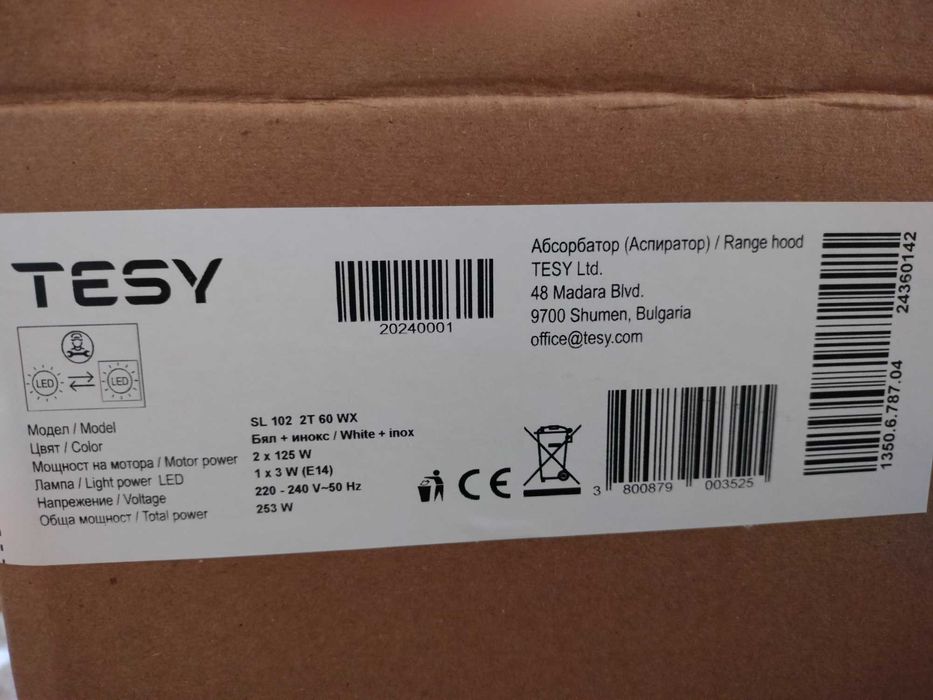 TESY
20240001
Абсорбатор (Аспиратор) / Range hood
TESY Ltd.
48 Madara Blvd.
9700 Shumen, Bulgaria
office@tesy.com
24360142
1350.6.787.04
LED
LED
Модел / Model SL 102 2T 60 WX
Цвят / Color Бял + инокс / White + inox
Мощност на мотора / Motor power 2 x 125 W
Лампа / Light power LED 1 x 3 W (E14)
Напрежение / Voltage 220 - 240 V~50 Hz
Обща мощност / Total power 253 W
CE
3 800879 003525